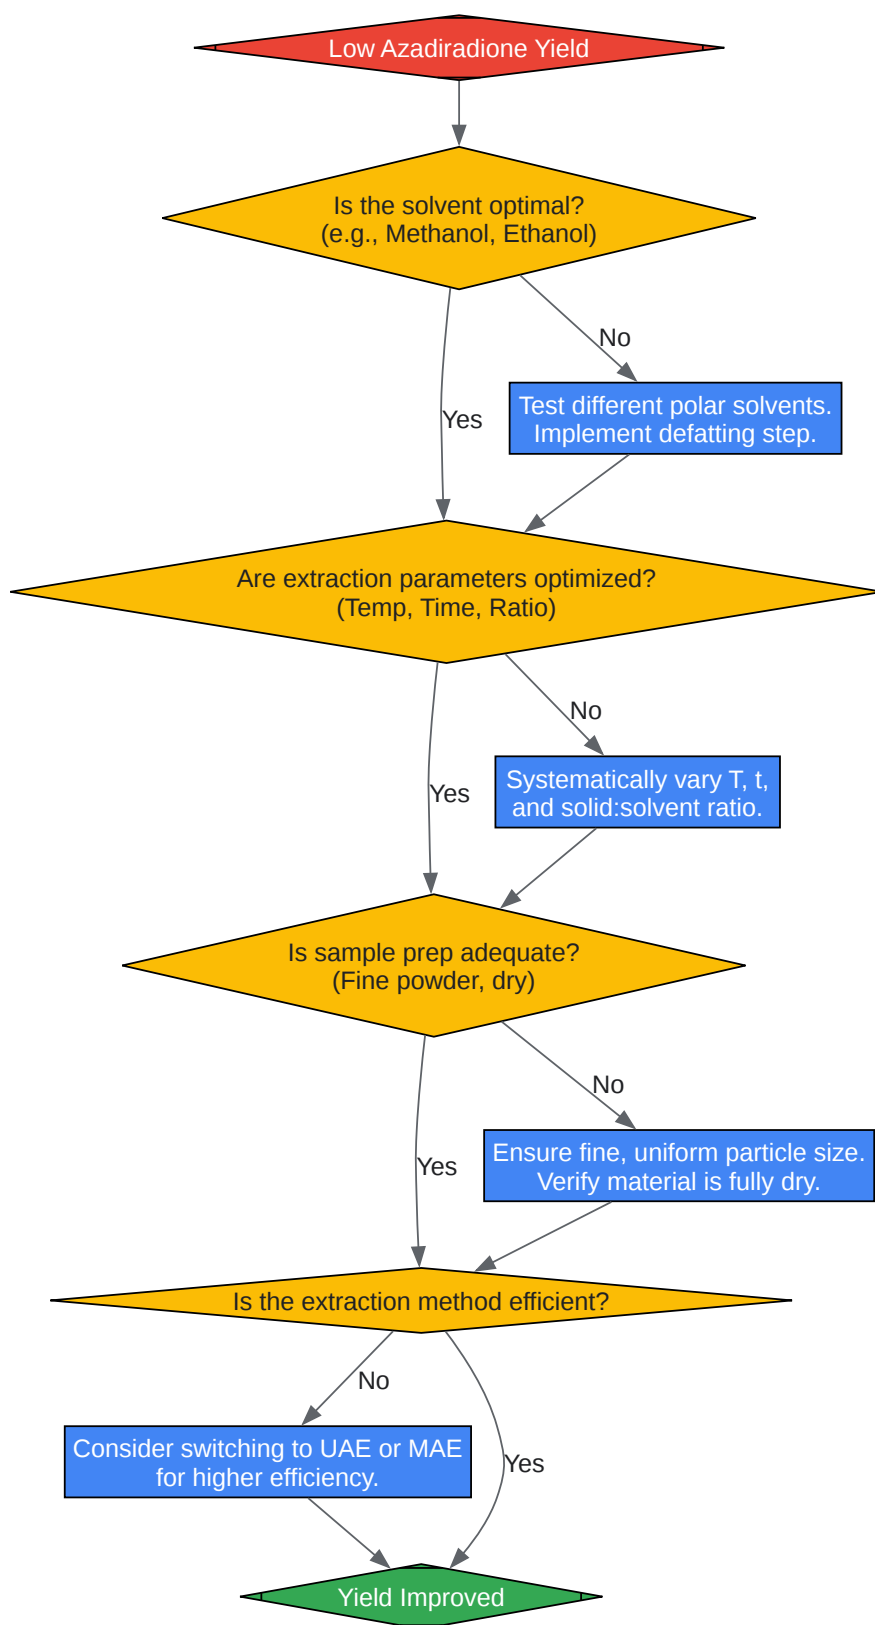 Low Azadiradione Yield
Is the solvent optimal?
(e.g., Methanol, Ethanol)
No
Test different polar solvents.
Implement defatting step.
Yes
Are extraction parameters optimized?
(Temp, Time, Ratio)
No
Systematically vary T, t,
and solid:solvent ratio.
Yes
Is sample prep adequate?
(Fine powder, dry)
No
Ensure fine, uniform particle size.
Verify material is fully dry.
Yes
Is the extraction method efficient?
No
Consider switching to UAE or MAE
for higher efficiency.
Yes
Yield Improved